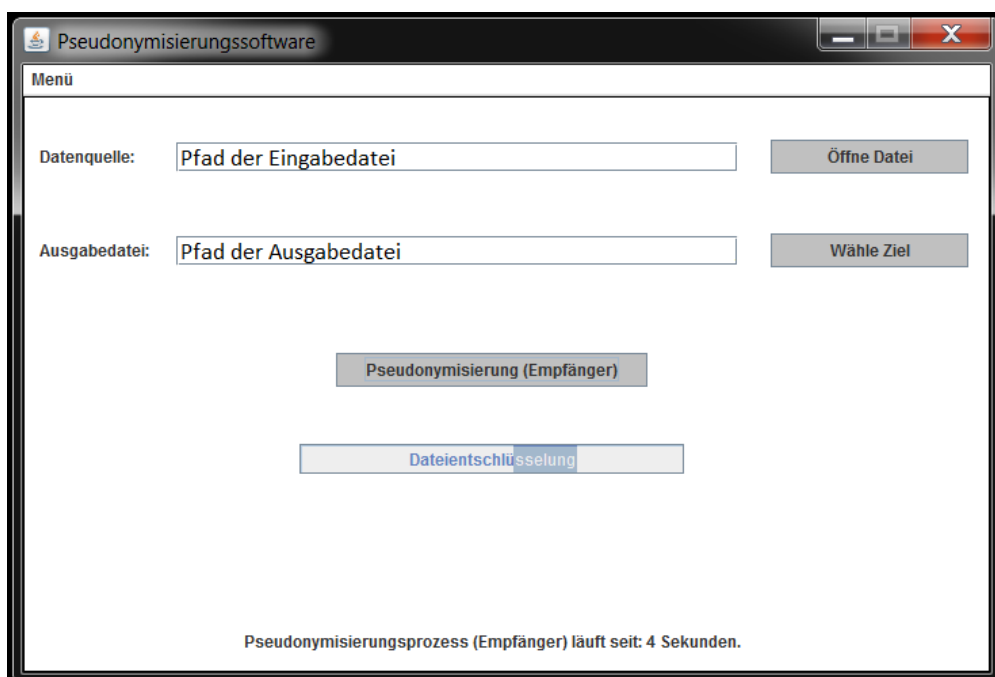 Pseudonymisierungssoftware
Menü
Datenquelle: Pfad der Eingabedatei Öffne Datei
Ausgabedatei: Pfad der Ausgabedatei Wähle Ziel
Pseudonymisierung (Empfänger)
Dateientschlüsselung
Pseudonymisierungsprozess (Empfänger) läuft seit: 4 Sekunden.